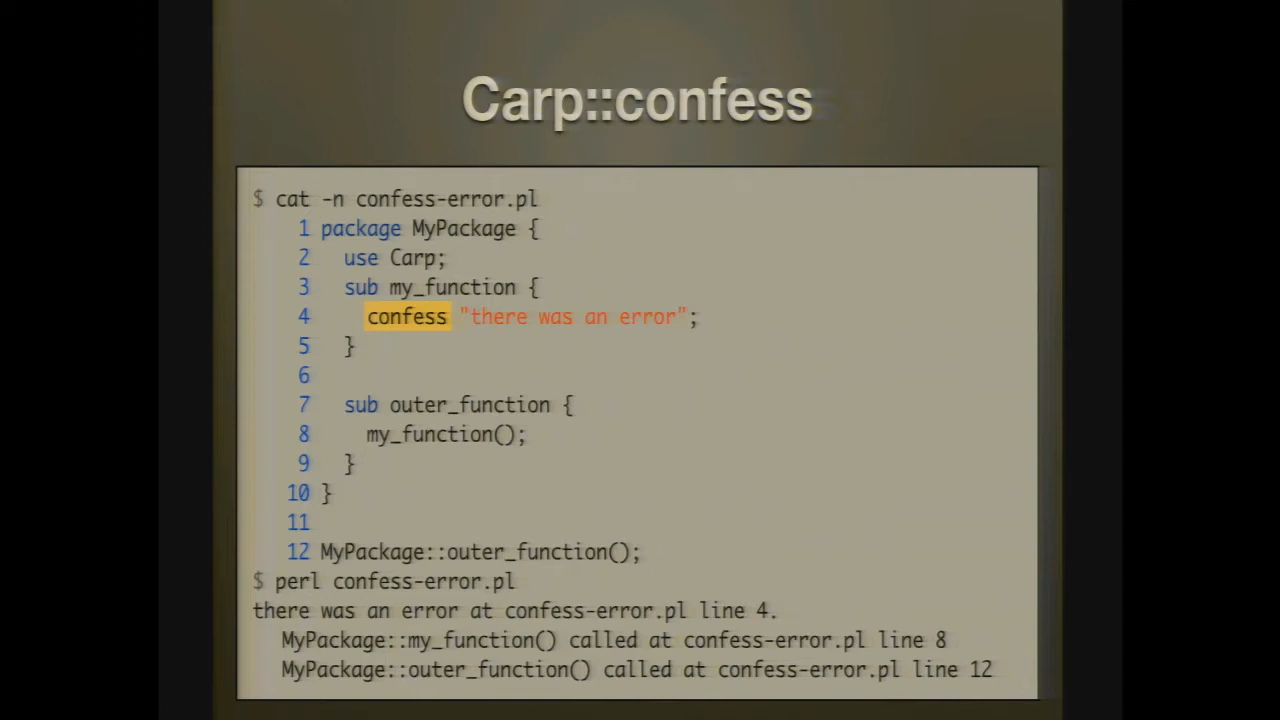 Carp::confess
$ cat -n confess-error.pl
1 package MyPackage {
2   use Carp;
3   sub my_function {
4     confess "there was an error";
5   }
6
7   sub outer_function {
8     my_function();
9   }
10 }
11
12 MyPackage::outer_function();
$ perl confess-error.pl
there was an error at confess-error.pl line 4.
MyPackage::my_function() called at confess-error.pl line 8
MyPackage::outer_function() called at confess-error.pl line 12